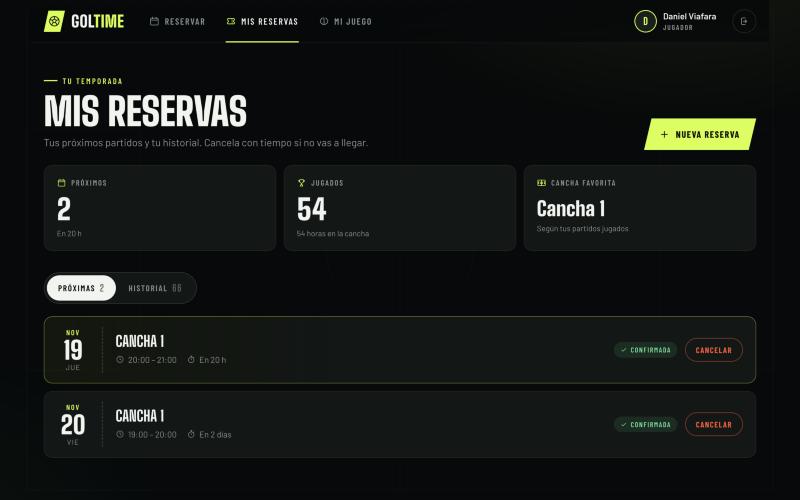 GOLTIME
RESERVAR
MIS RESERVAS
MI JUEGO
D
Daniel Viafara
JUGADOR
TU TEMPORADA
MIS RESERVAS
Tus próximos partidos y tu historial. Cancela con tiempo si no vas a llegar.
+ NUEVA RESERVA
PRÓXIMOS
2
En 20 h
JUGADOS
54
54 horas en la cancha
CANCHA FAVORITA
Cancha 1
Según tus partidos jugados
PRÓXIMAS 2
HISTORIAL 66
NOV
19
JUE
CANCHA 1
20:00 – 21:00
En 20 h
CONFIRMADA
CANCELAR
NOV
20
VIE
CANCHA 1
19:00 – 20:00
En 2 días
CONFIRMADA
CANCELAR